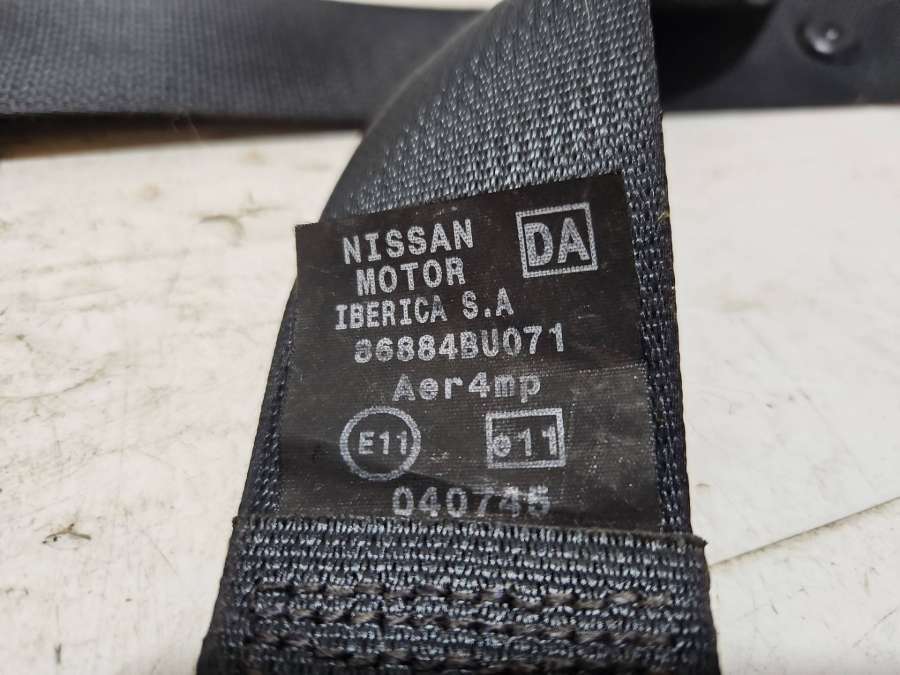 NISSAN DA
MOTOR
IBERICA S.A
86884BU071
Aer4mp
E11 e11
040745